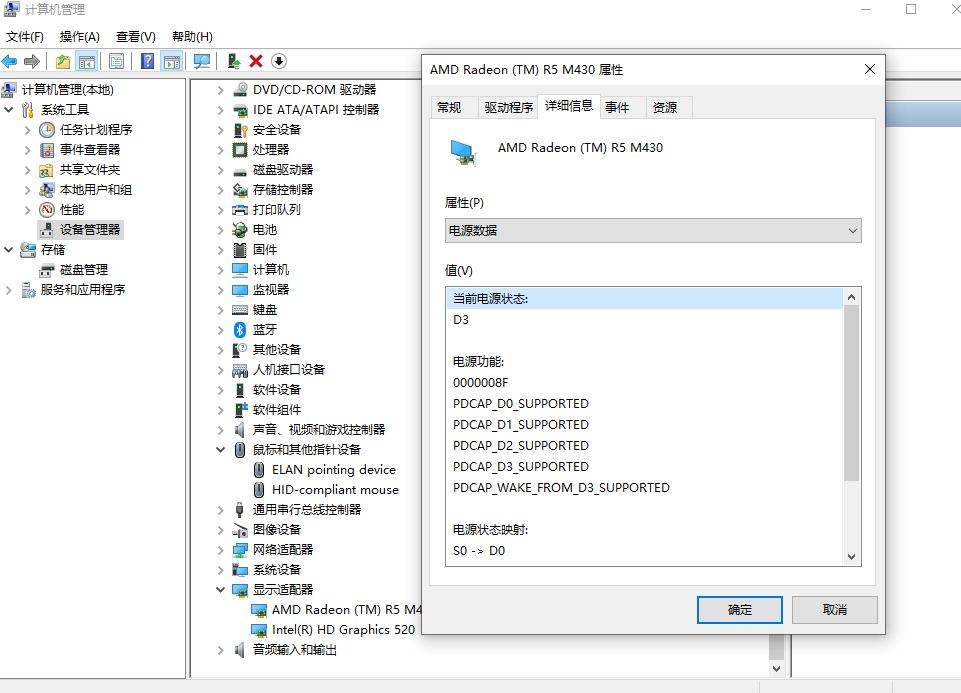 计算机管理
文件(F) 操作(A) 查看(V) 帮助(H)
计算机管理(本地)
系统工具
任务计划程序
事件查看器
共享文件夹
本地用户和组
性能
设备管理器
存储
磁盘管理
服务和应用程序
DVD/CD-ROM 驱动器
IDE ATA/ATAPI 控制器
安全设备
处理器
磁盘驱动器
存储控制器
打印队列
电池
固件
计算机
监视器
键盘
蓝牙
其他设备
人机接口设备
软件设备
软件组件
声音、视频和游戏控制器
鼠标和其他指针设备
ELAN pointing device
HID-compliant mouse
通用串行总线控制器
图像设备
网络适配器
系统设备
显示适配器
AMD Radeon (TM) R5 M4
Intel(R) HD Graphics 520
音频输入和输出
AMD Radeon (TM) R5 M430 属性
常规 驱动程序 详细信息 事件 资源
AMD Radeon (TM) R5 M430
属性(P)
电源数据
值(V)
当前电源状态:
D3
电源功能:
0000008F
PDCAP_D0_SUPPORTED
PDCAP_D1_SUPPORTED
PDCAP_D2_SUPPORTED
PDCAP_D3_SUPPORTED
PDCAP_WAKE_FROM_D3_SUPPORTED
电源状态映射:
S0 -> D0
确定 取消